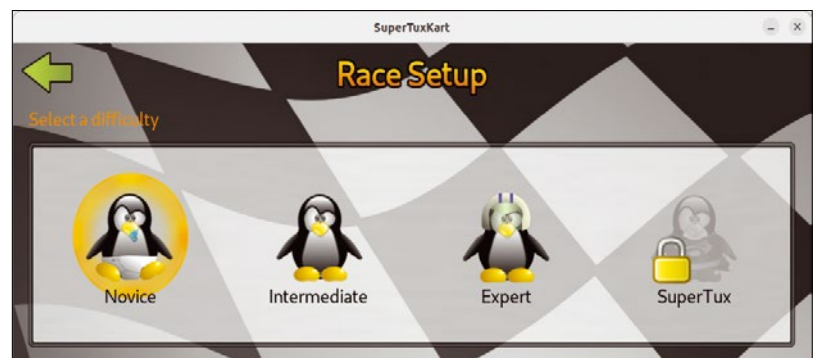 SuperTuxKart
Race Setup
Select a difficulty
Novice Intermediate Expert SuperTux